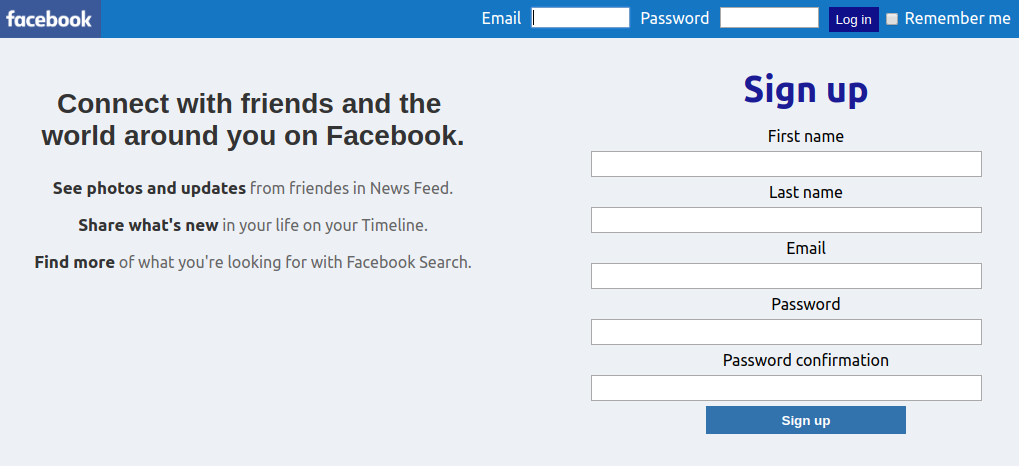 facebook Email Password Log in Remember me
Connect with friends and the
world around you on Facebook.
See photos and updates from friendes in News Feed.
Share what's new in your life on your Timeline.
Find more of what you're looking for with Facebook Search.
Sign up
First name
Last name
Email
Password
Password confirmation
Sign up